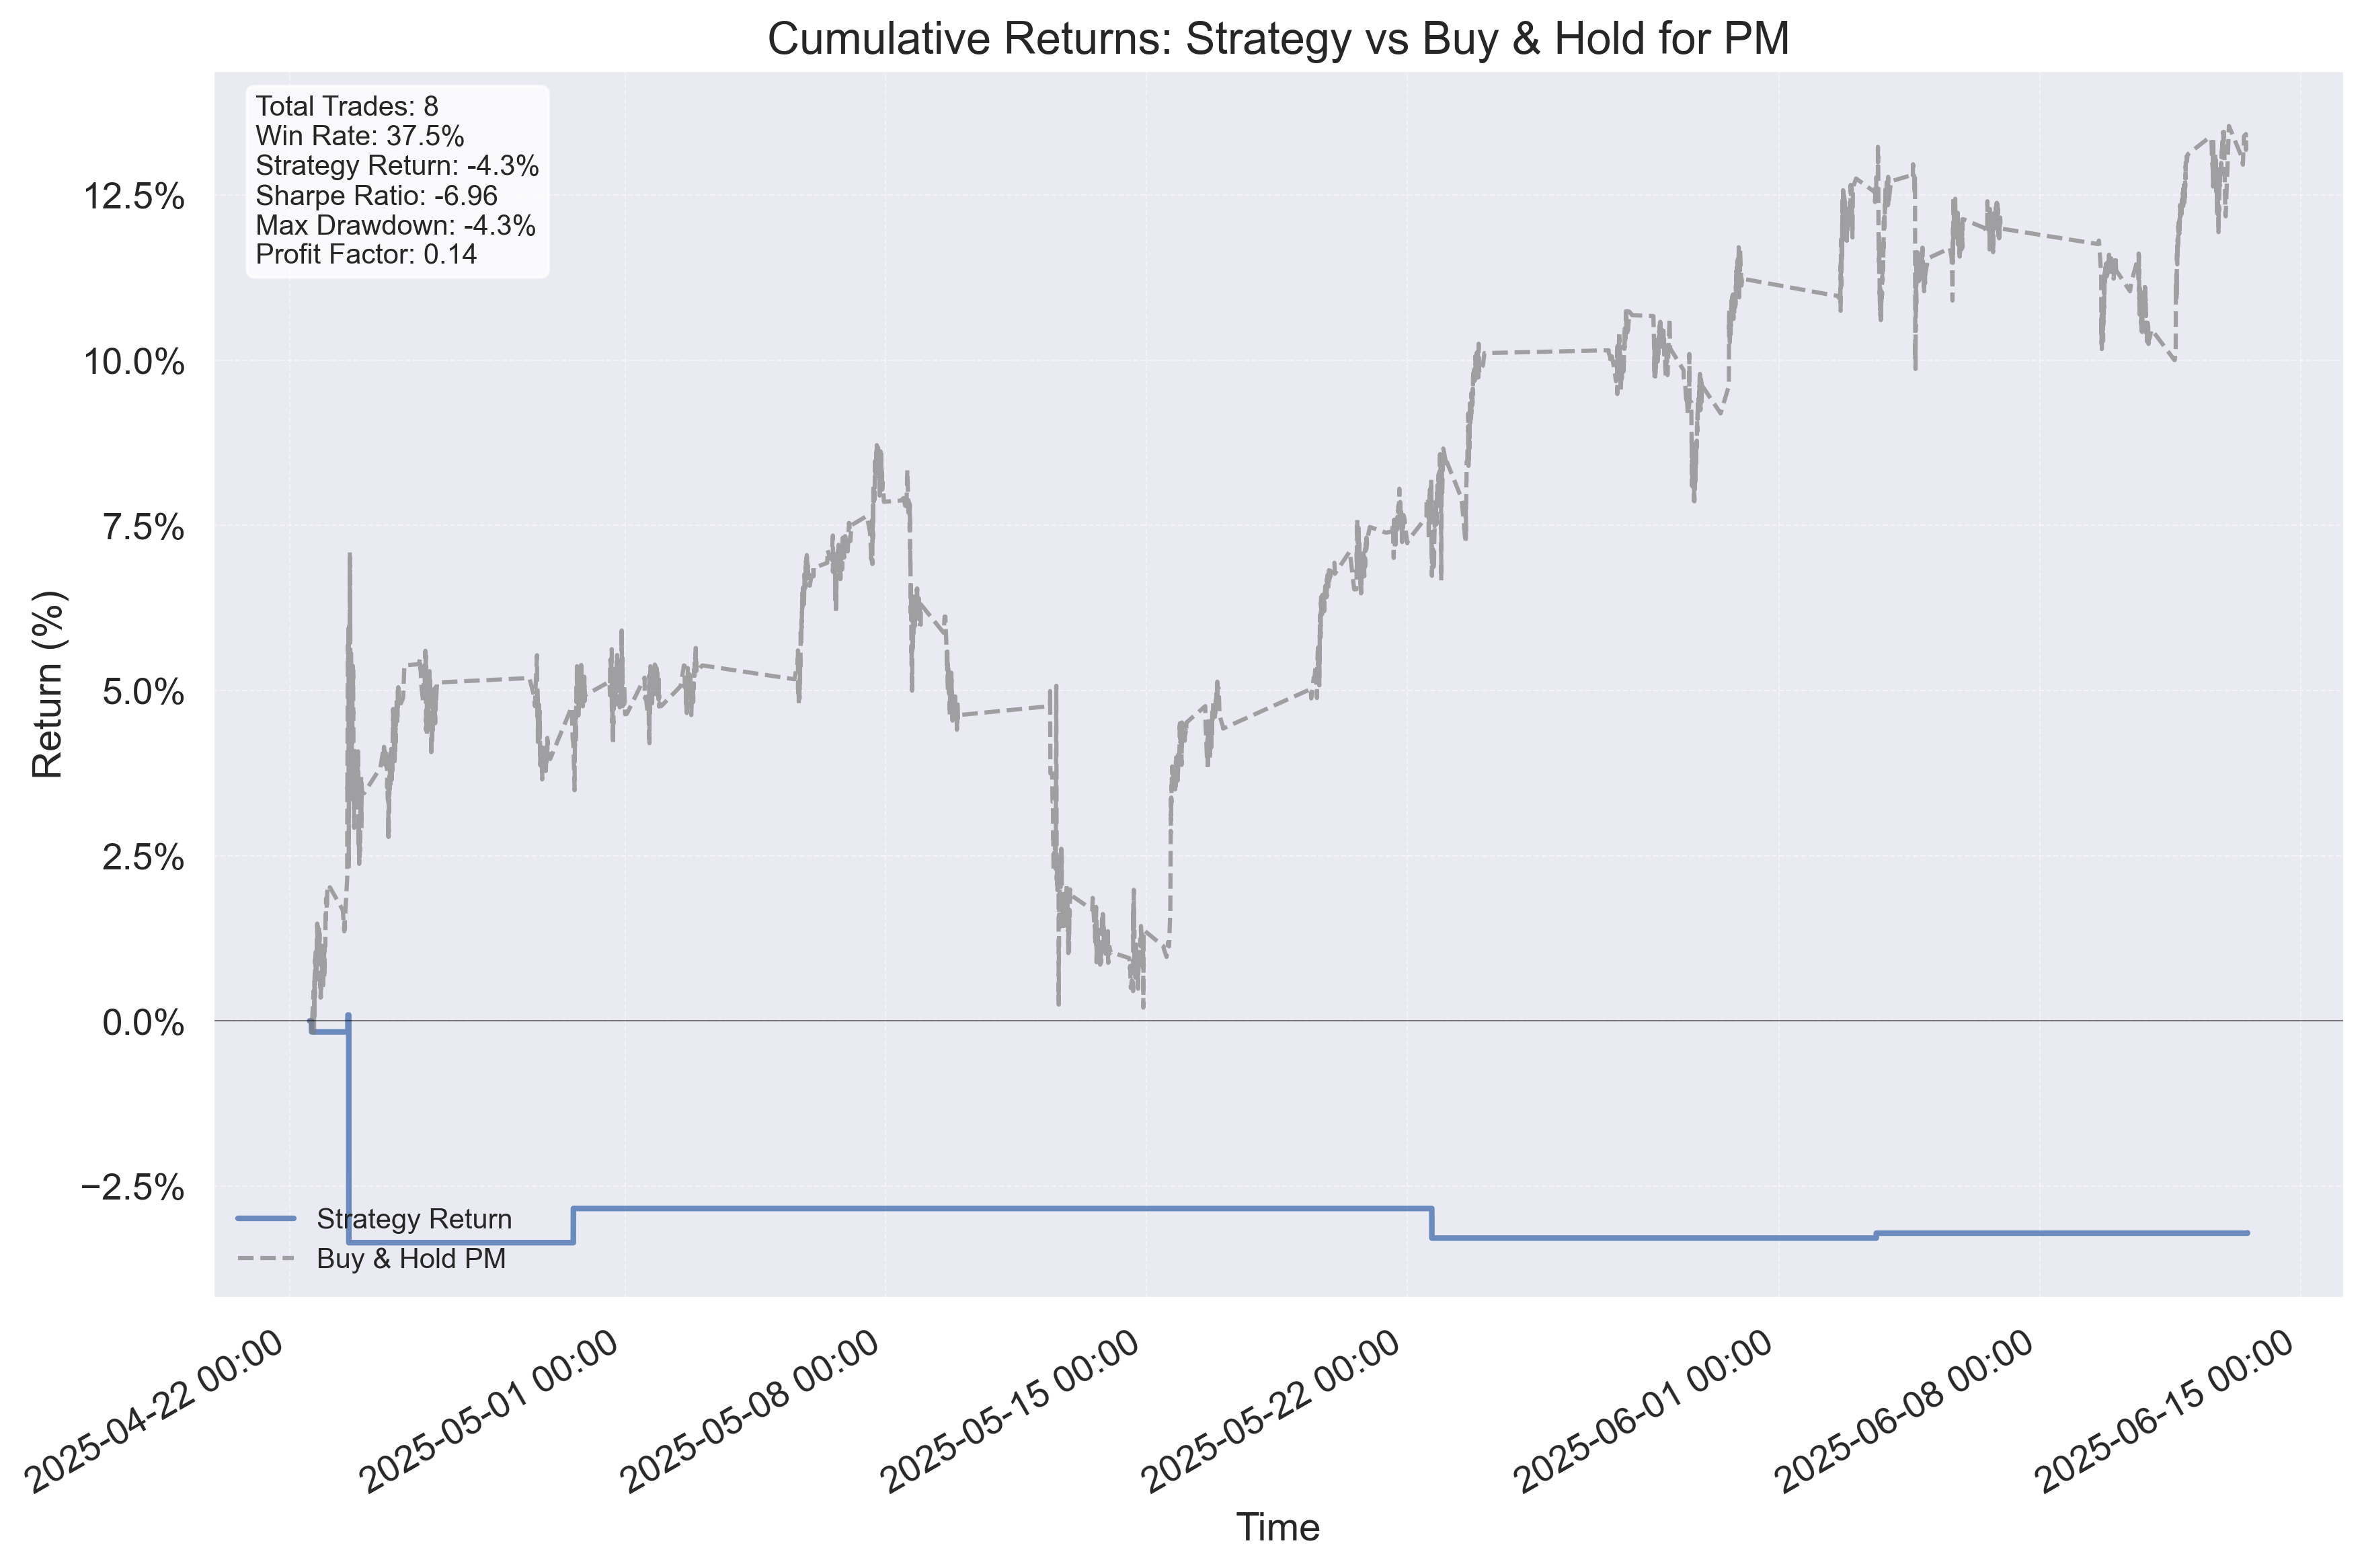 Cumulative Returns: Strategy vs Buy & Hold for PM
Total Trades: 8
Win Rate: 37.5%
Strategy Return: -4.3%
Sharpe Ratio: -6.96
Max Drawdown: -4.3%
Profit Factor: 0.14
12.5%
10.0%
7.5%
5.0%
2.5%
0.0%
−2.5%
Return (%)
Strategy Return
Buy & Hold PM
2025-04-22 00:00
2025-05-01 00:00
2025-05-08 00:00
2025-05-15 00:00
2025-05-22 00:00
2025-06-01 00:00
2025-06-08 00:00
2025-06-15 00:00
Time